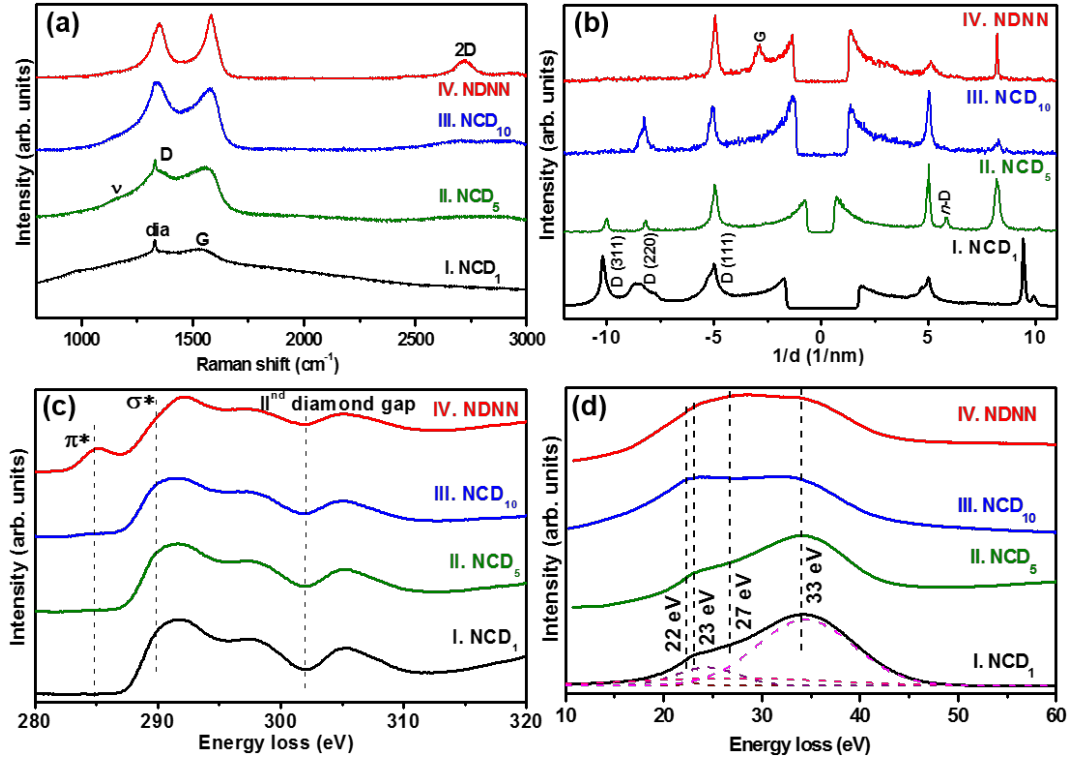 (a)
2D
IV. NDNN
III. NCD10
D
ν
II. NCD5
dia
G
I. NCD1
1000
1500
2000
2500
3000
Raman shift (cm-1)
Intensity (arb. units)
(b)
IV. NDNN
G
III. NCD10
II. NCD5
n-D
D (311)
D (220)
D (111)
I. NCD1
-10
-5
0
5
10
1/d (1/nm)
Intensity (arb. units)
(c)
σ*
IInd diamond gap
IV. NDNN
π*
III. NCD10
II. NCD5
I. NCD1
280
290
300
310
320
Energy loss (eV)
Intensity (arb. units)
(d)
IV. NDNN
III. NCD10
II. NCD5
22 eV
23 eV
27 eV
33 eV
I. NCD1
10
20
30
40
50
60
Energy loss (eV)
Intensity (arb. units)